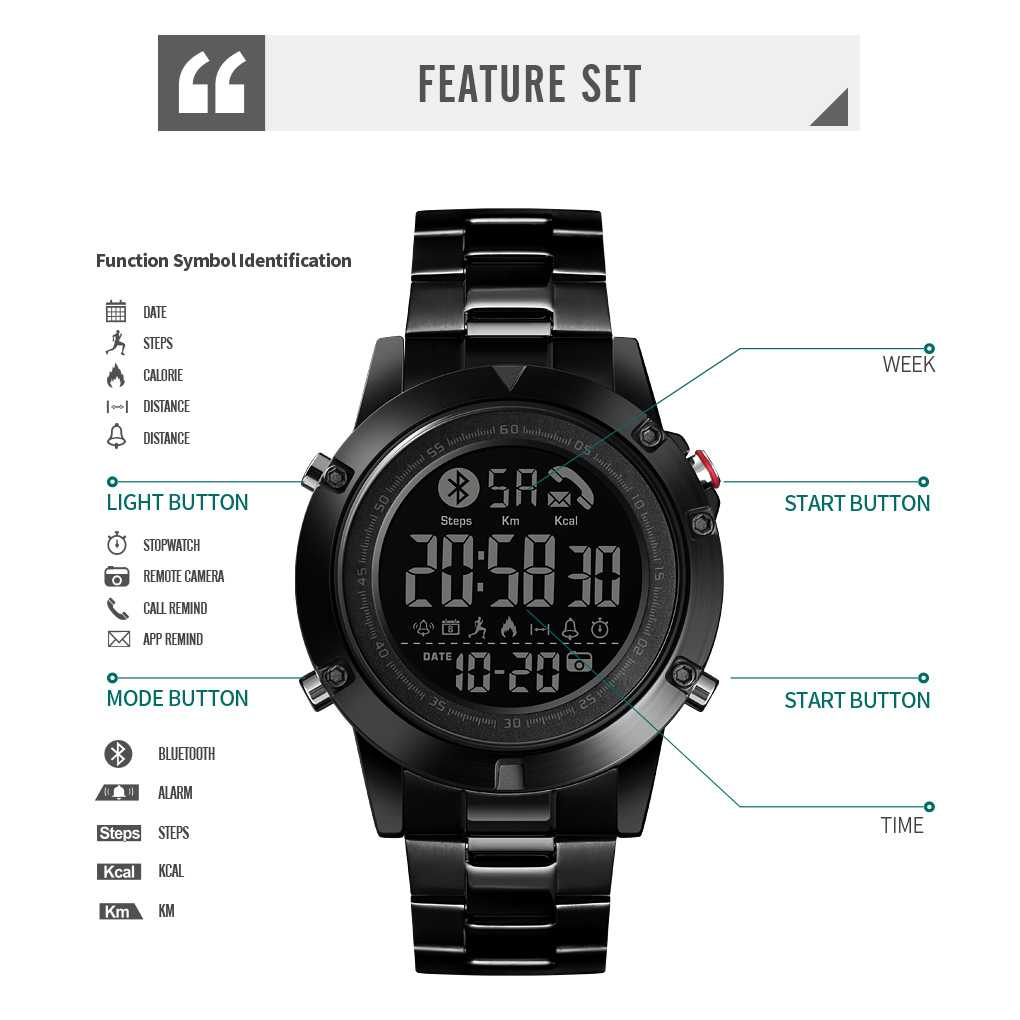 FEATURE SET
Function Symbol Identification
DATE
STEPS
CALORIE
DISTANCE
DISTANCE
LIGHT BUTTON
STOPWATCH
REMOTE CAMERA
CALL REMIND
APP REMIND
MODE BUTTON
BLUETOOTH
ALARM
Steps STEPS
Kcal KCAL
Km KM
60
05
10
15
20
25
30
35
40
45
50
55
SA
Steps Km Kcal
20:58 30
8
DATE 10-20
WEEK
START BUTTON
START BUTTON
TIME